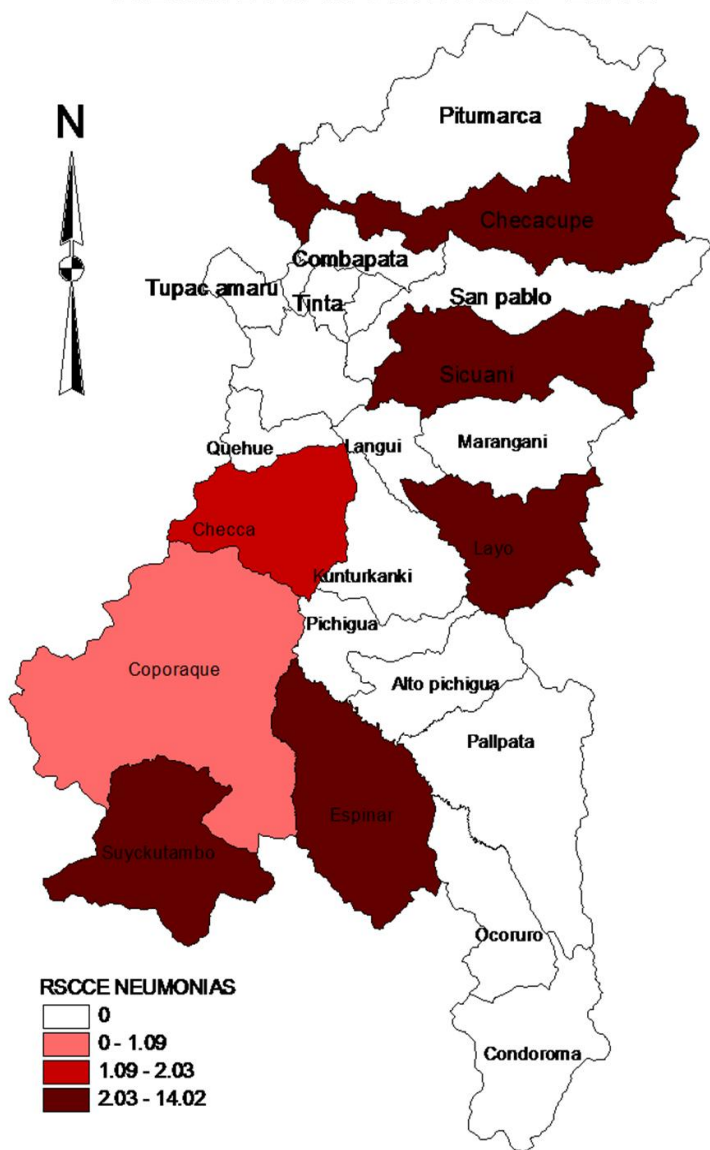 N
Pitumarca
Checacupe
Combapata
Tupac amaru
Tinta
San pablo
Sicuani
Quehue
Langui
Marangani
Checca
Layo
Kunturkanki
Pichigua
Coporaque
Alto pichigua
Pallpata
Espinar
Suyckutambo
Ocoruro
Condoroma
RSCCE NEUMONIAS
0
0 - 1.09
1.09 - 2.03
2.03 - 14.02